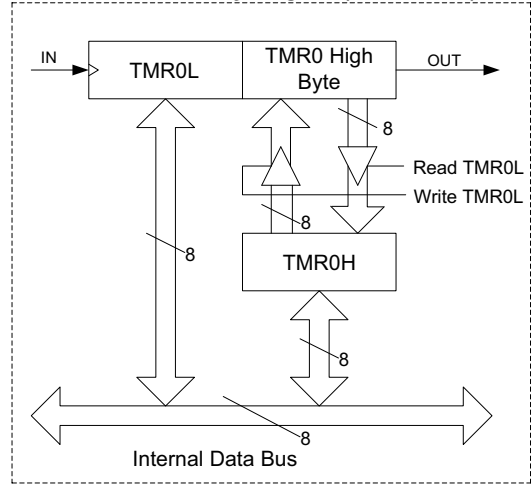 IN
TMR0L
TMR0 High
Byte
OUT
8
Read TMR0L
Write TMR0L
8
8
TMR0H
8
8
Internal Data Bus